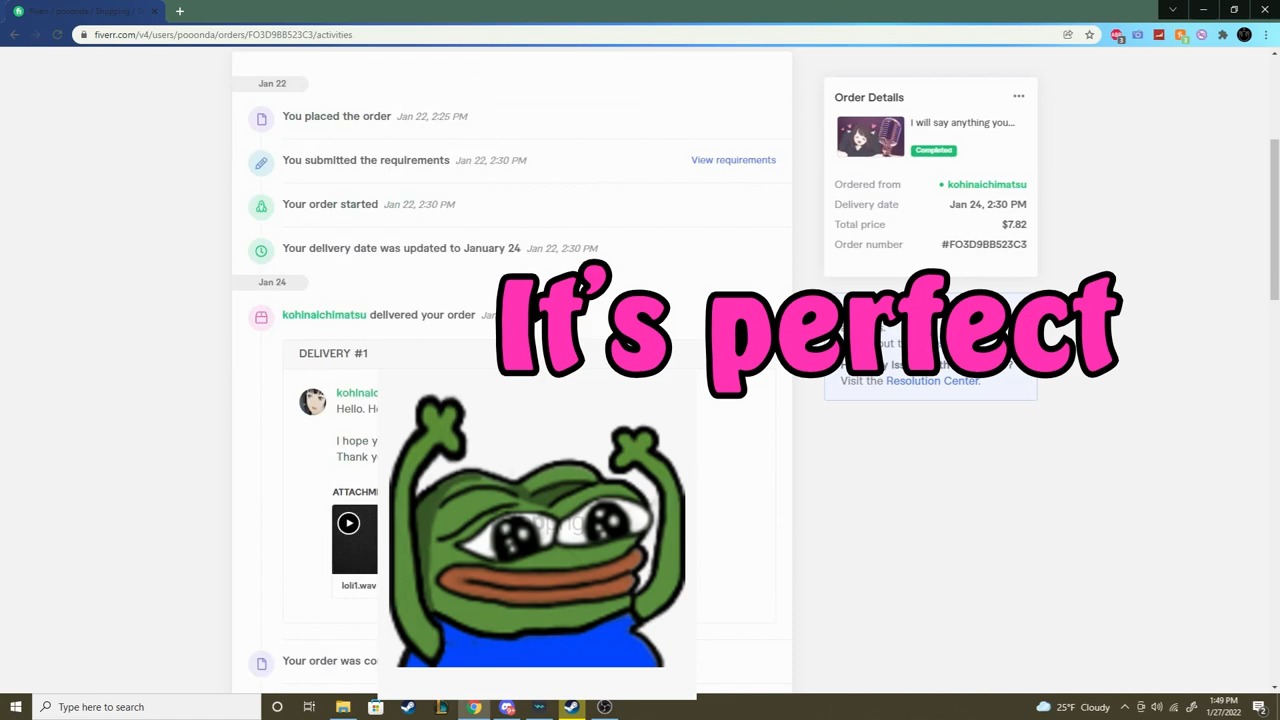 Fiverr / pooonda / Shopping / O
fiverr.com/v4/users/pooonda/orders/FO3D9BB523C3/activities
Jan 22
You placed the order Jan 22, 2:25 PM
You submitted the requirements Jan 22, 2:30 PM
View requirements
Your order started Jan 22, 2:30 PM
Your delivery date was updated to January 24 Jan 22, 2:30 PM
Jan 24
kohinaichimatsu delivered your order
DELIVERY #1
Hello.
I hope
Thank
loli1.wav
Your order was
Order Details
I will say anything you...
Completed
Ordered from kohinaichimatsu
Delivery date Jan 24, 2:30 PM
Total price $7.82
Order number #FO3D9BB523C3
It's perfect
Visit the Resolution Center.
Type here to search
25°F Cloudy
1:49 PM
1/27/2022